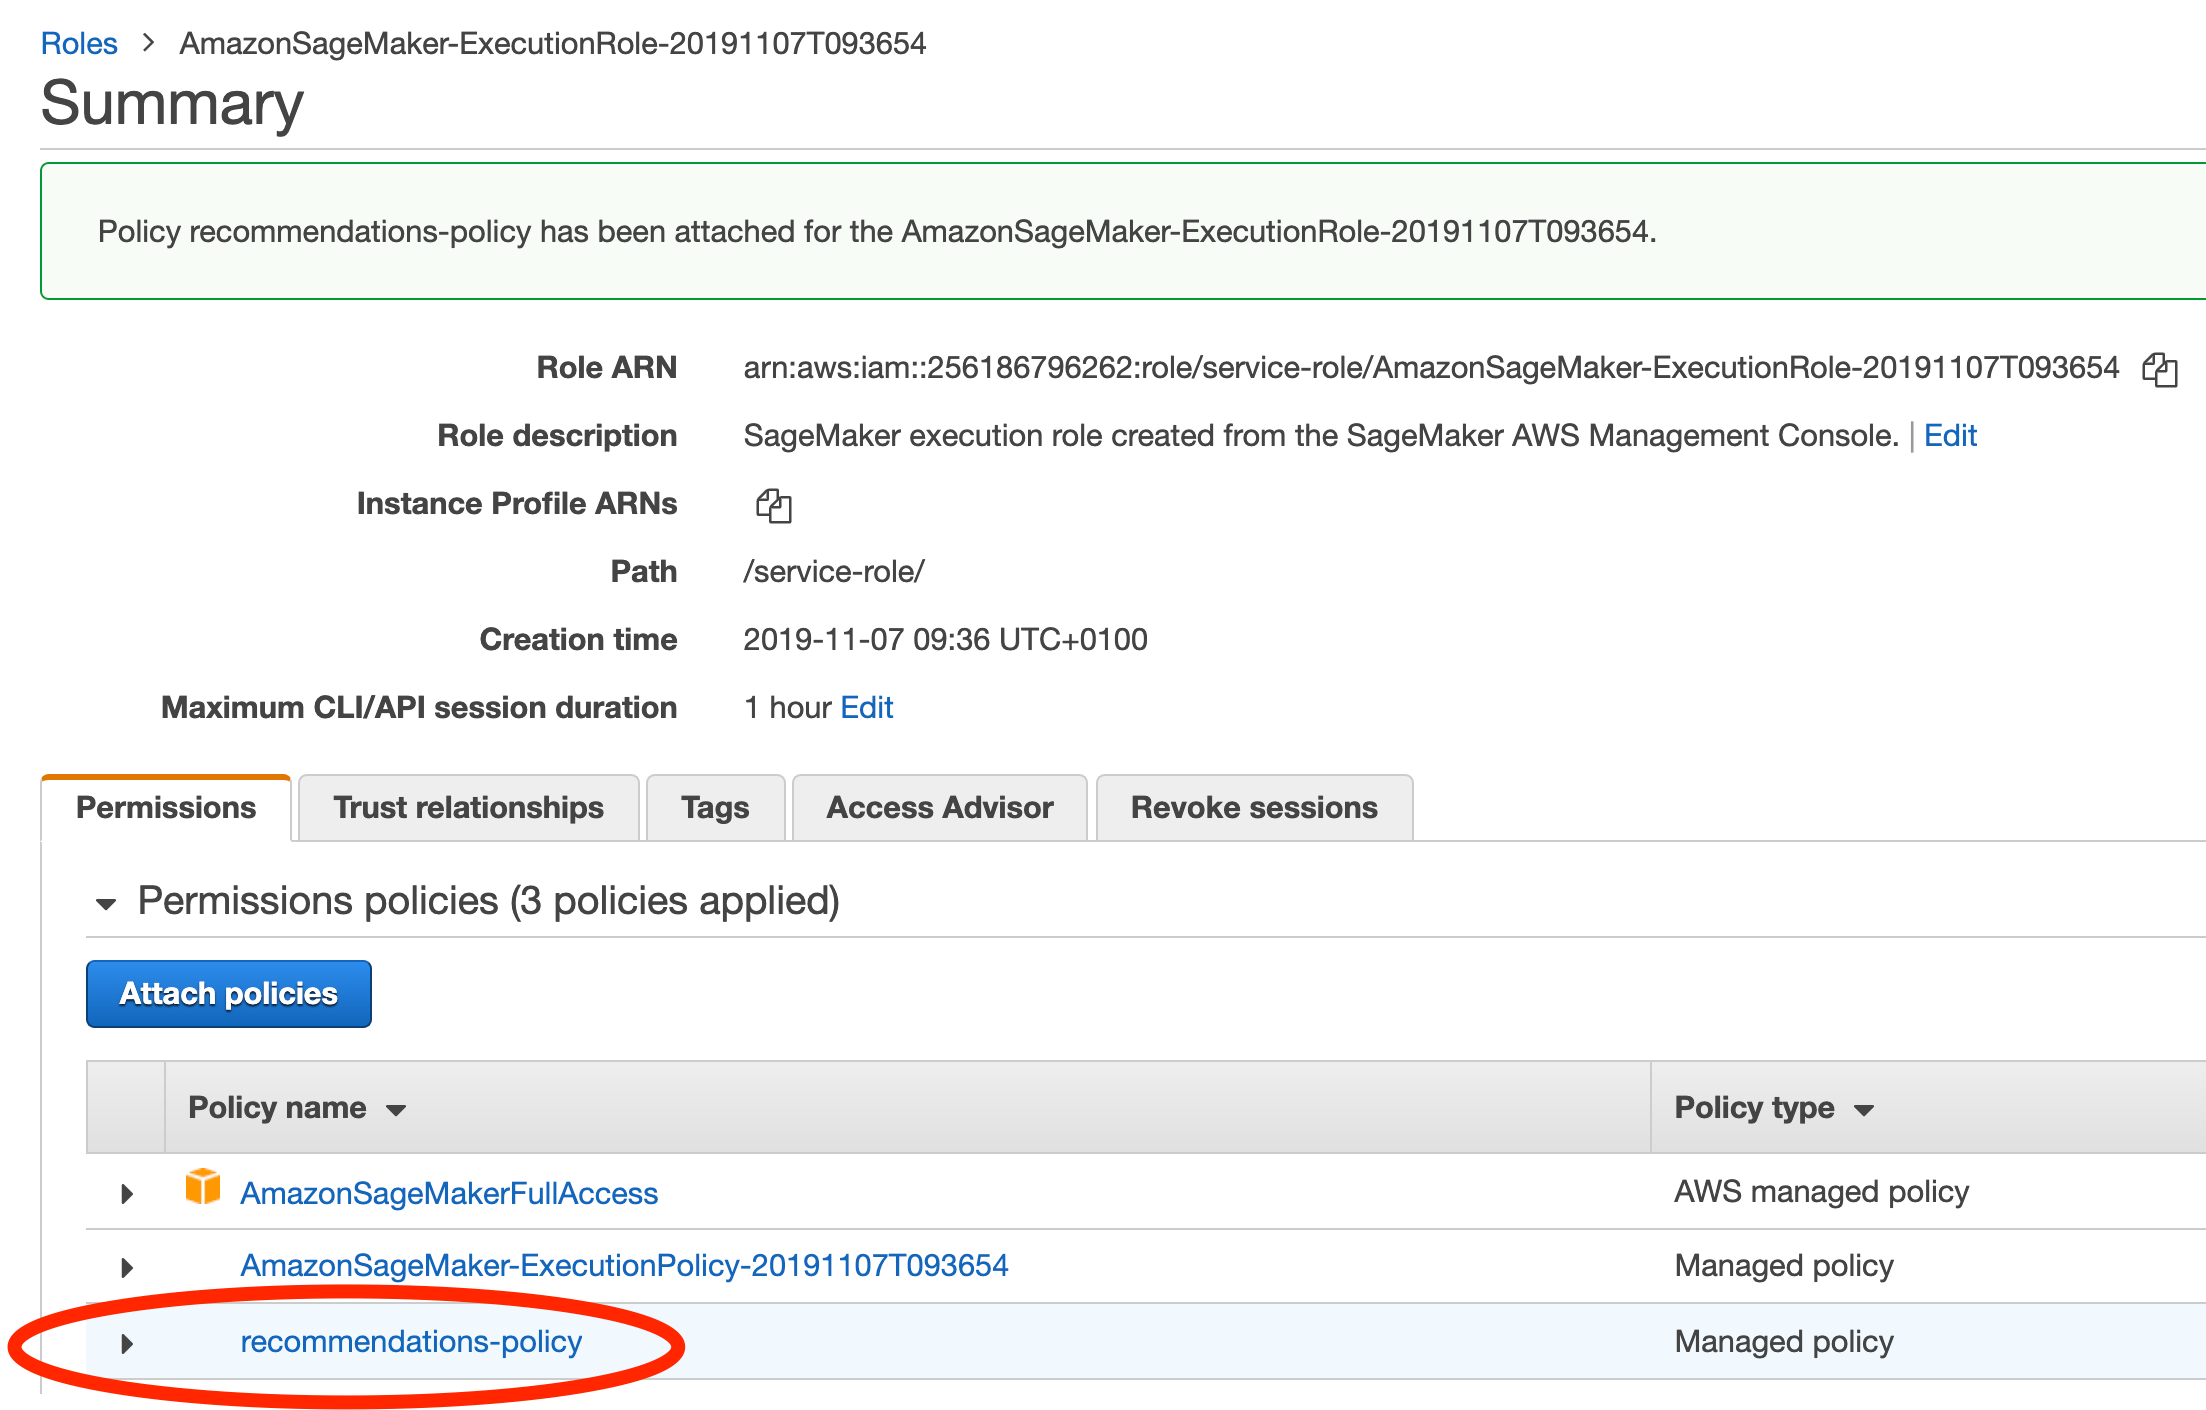 Roles > AmazonSageMaker-ExecutionRole-20191107T093654
Summary
Policy recommendations-policy has been attached for the AmazonSageMaker-ExecutionRole-20191107T093654.
Role ARN arn:aws:iam::256186796262:role/service-role/AmazonSageMaker-ExecutionRole-20191107T093654
Role description SageMaker execution role created from the SageMaker AWS Management Console. | Edit
Instance Profile ARNs
Path /service-role/
Creation time 2019-11-07 09:36 UTC+0100
Maximum CLI/API session duration 1 hour Edit
Permissions Trust relationships Tags Access Advisor Revoke sessions
Permissions policies (3 policies applied)
Attach policies
Policy name Policy type
AmazonSageMakerFullAccess AWS managed policy
AmazonSageMaker-ExecutionPolicy-20191107T093654 Managed policy
recommendations-policy Managed policy